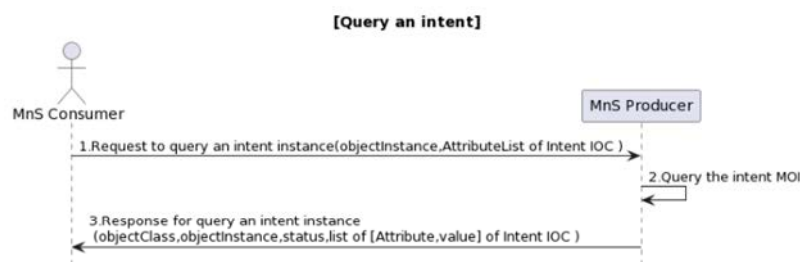 [Query an intent]
MnS Consumer
MnS Producer
1.Request to query an intent instance(objectInstance,AttributeList of Intent IOC )
2.Query the intent MOI
3.Response for query an intent instance
(objectClass,objectInstance,status,list of [Attribute,value] of Intent IOC )